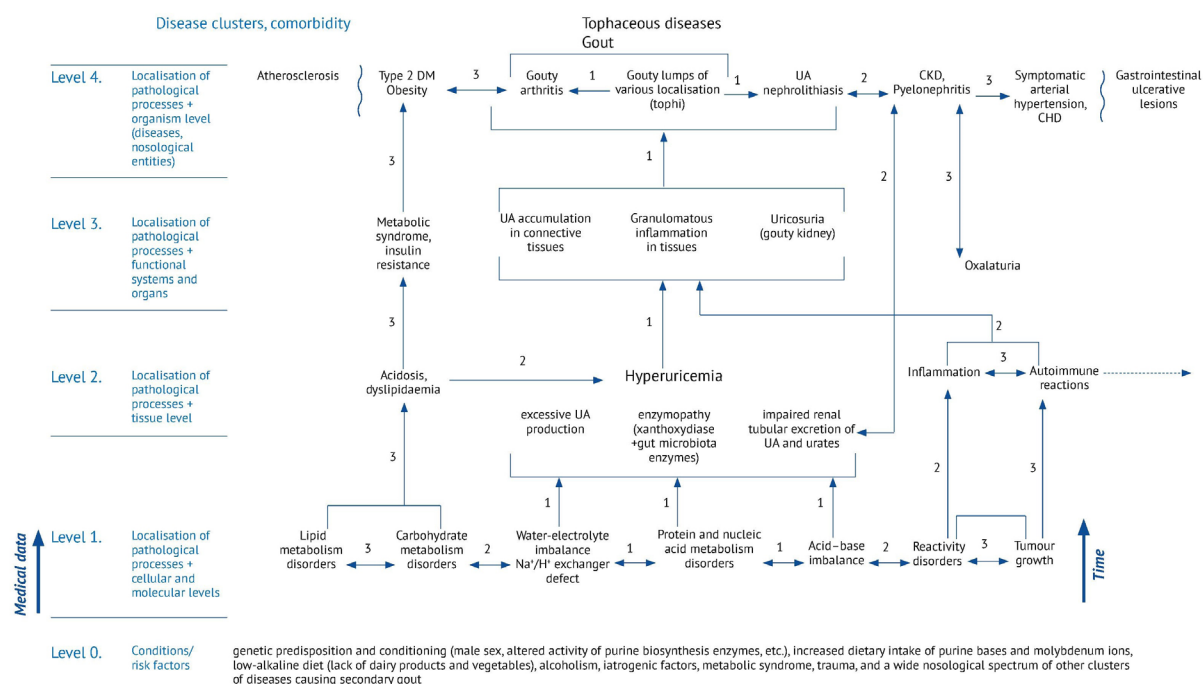 Disease clusters, comorbidity
Tophaceous diseases
Gout
Level 4.
Localisation of
pathological
processes +
organism level
(diseases,
nosological
entities)
Atherosclerosis
Type 2 DM
Obesity
3
Gouty
arthritis
1
Gouty lumps of
various localisation
(tophi)
1
UA
nephrolithiasis
2
CKD,
Pyelonephritis
3
Symptomatic
arterial
hypertension,
CHD
Gastrointestinal
ulcerative
lesions
3
1
2
3
Level 3.
Localisation of
pathological
processes +
functional
systems and
organs
Metabolic
syndrome,
insulin
resistance
UA accumulation
in connective
tissues
Granulomatous
inflammation
in tissues
Uricosuria
(gouty kidney)
Oxalaturia
3
1
2
Level 2.
Localisation of
pathological
processes +
tissue level
Acidosis,
dyslipidaemia
2
Hyperuricemia
Inflammation
3
Autoimmune
reactions
excessive UA
production
enzymopathy
(xanthoxydiase
+gut microbiota
enzymes)
impaired renal
tubular excretion of
UA and urates
3
1
1
1
2
3
Medical data
Level 1.
Localisation of
pathological
processes +
cellular and
molecular levels
Lipid
metabolism
disorders
3
Carbohydrate
metabolism
disorders
2
Water-electrolyte
imbalance
Na⁺/H⁺ exchanger
defect
1
Protein and nucleic
acid metabolism
disorders
1
Acid–base
imbalance
2
Reactivity
disorders
3
Tumour
growth
Time
Level 0.
Conditions/
risk factors
genetic predisposition and conditioning (male sex, altered activity of purine biosynthesis enzymes, etc.), increased dietary intake of purine bases and molybdenum ions,
low-alkaline diet (lack of dairy products and vegetables), alcoholism, iatrogenic factors, metabolic syndrome, trauma, and a wide nosological spectrum of other clusters
of diseases causing secondary gout